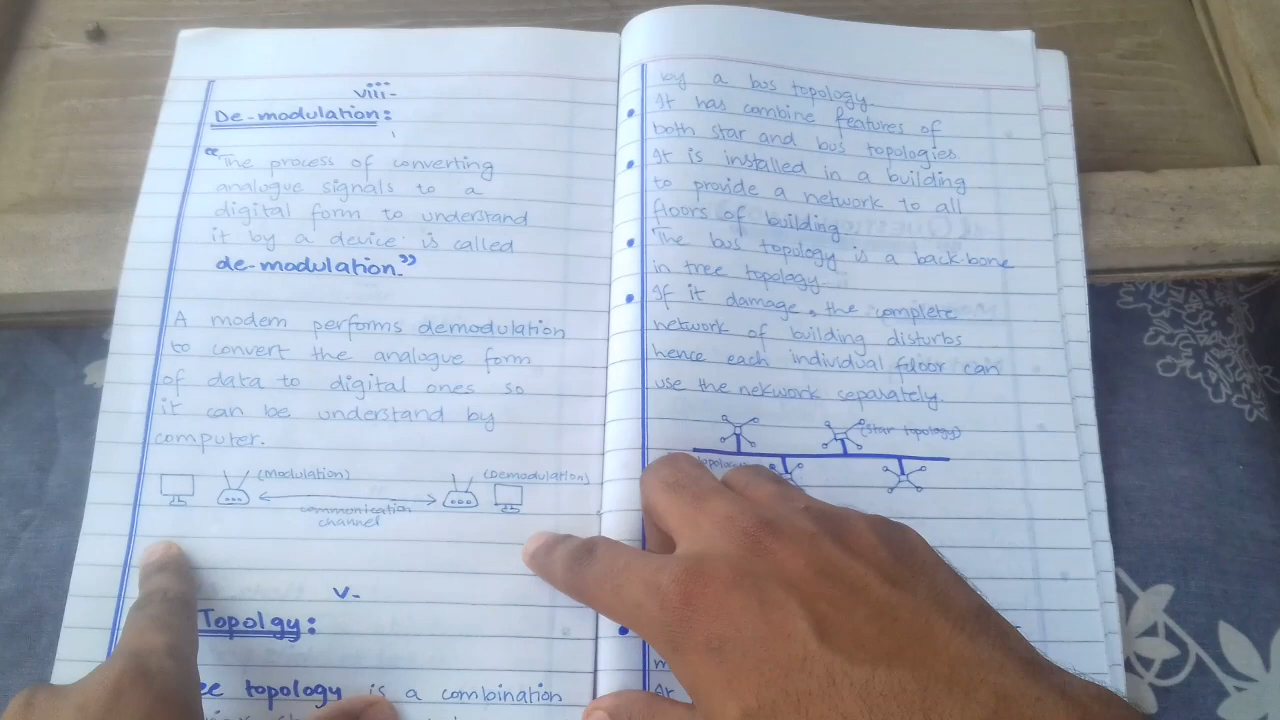 viii-
De-modulation:
"The process of converting
analogue signals to a
digital form to understand
it by a device is called
de-modulation."
A modem performs demodulation
to convert the analogue form
of data to digital ones so
it can be understand by
computer.
(Modulation)
(Demodulation)
communication
channel
v-
Topolgy:
topology is a combination
by a bus topology.
• It has combine features of
both star and bus topologies.
• It is installed in a building
to provide a network to all
floors of building.
• The bus topology is a back-bone
in tree topology.
• If it damage, the complete
network of building disturbs
hence each individual fdoor can
use the nekwork separately.
(star topology)